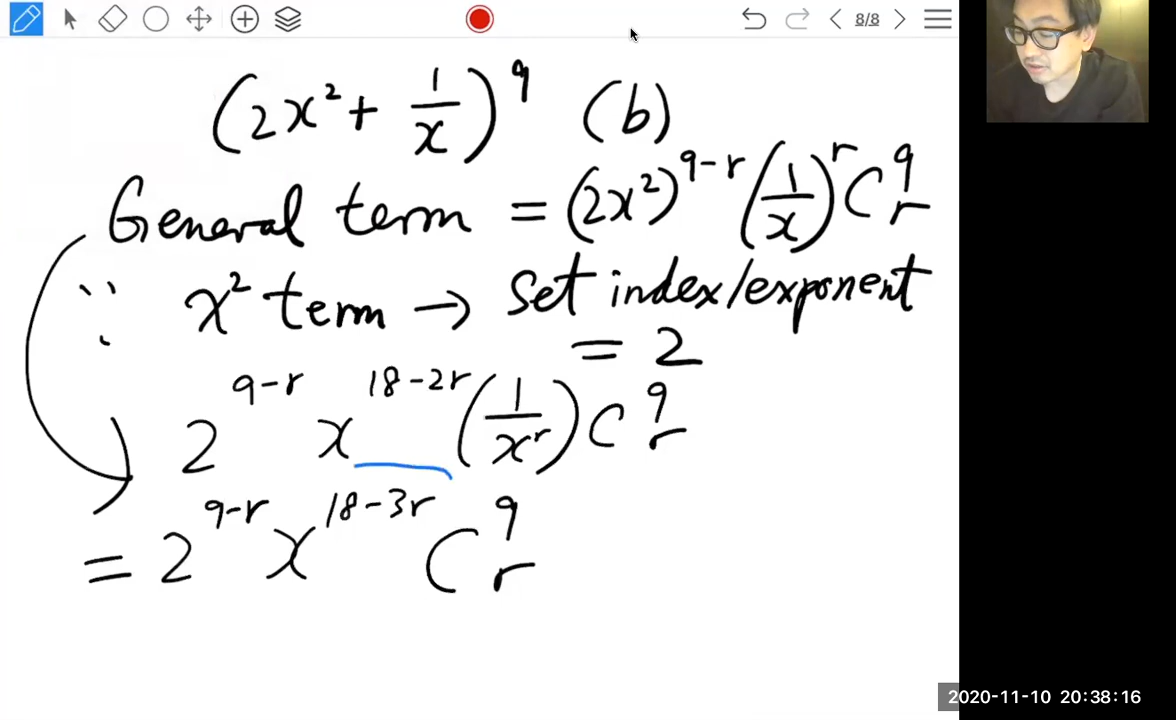 8/8
(2x² + 1/x)⁹ (b)
General term = (2x²)⁹⁻ʳ (1/x)ʳ C⁹ᵣ
∵ x² term → set index/exponent
= 2
2⁹⁻ʳ x¹⁸⁻²ʳ (1/xʳ) C⁹ᵣ
= 2⁹⁻ʳ x¹⁸⁻³ʳ C⁹ᵣ
2020-11-10 20:38:16